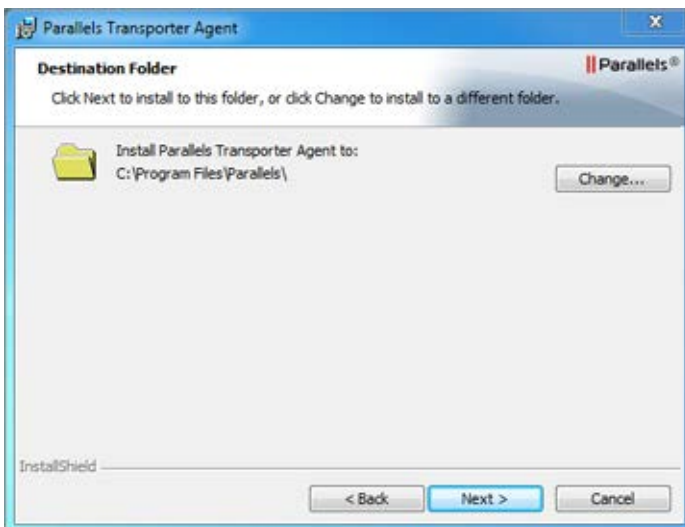 Parallels Transporter Agent
X
Destination Folder
Parallels®
Click Next to install to this folder, or click Change to install to a different folder.
Install Parallels Transporter Agent to:
C:\Program Files\Parallels\
Change...
InstallShield
< Back
Next >
Cancel